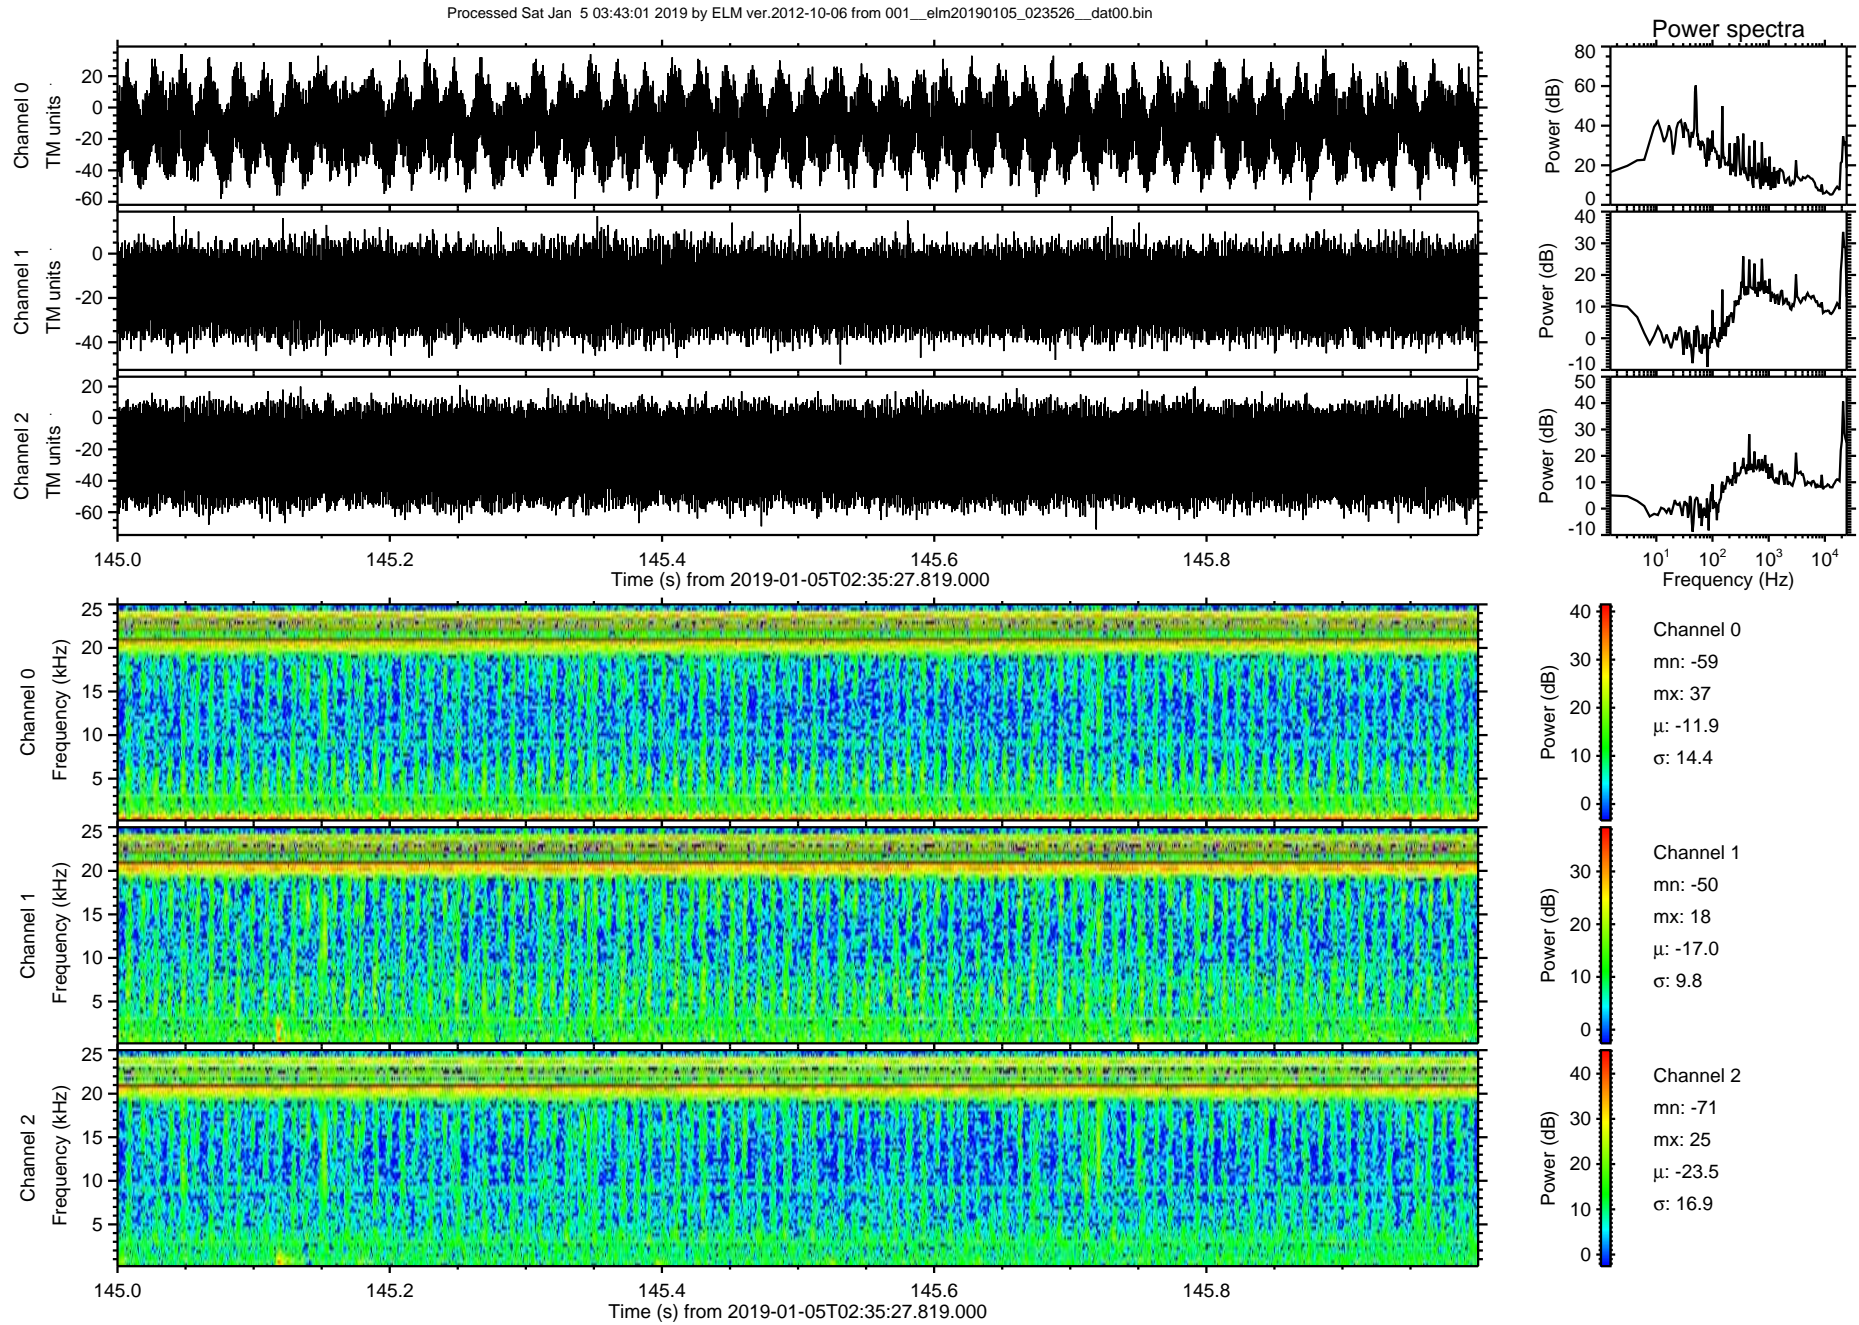 Processed Sat Jan  5 03:43:01 2019 by ELM ver.2012-10-06 from 001__elm20190105_023526__dat00.bin
Power spectra
Channel 0
TM units
20
0
-20
-40
-60
Power (dB)
80
60
40
20
0
Channel 1
TM units
0
-20
-40
Power (dB)
40
30
20
10
0
-10
Channel 2
TM units
20
0
-20
-40
-60
Power (dB)
50
40
30
20
10
0
-10
145.0 145.2 145.4 145.6 145.8
Time (s) from 2019-01-05T02:35:27.819.000
10^1 10^2 10^3 10^4
Frequency (Hz)
Channel 0
Frequency (kHz)
25
20
15
10
5
Power (dB)
40
30
20
10
0
Channel 0
mn: -59
mx: 37
μ: -11.9
σ: 14.4
Channel 1
Frequency (kHz)
25
20
15
10
5
Power (dB)
30
20
10
0
Channel 1
mn: -50
mx: 18
μ: -17.0
σ: 9.8
Channel 2
Frequency (kHz)
25
20
15
10
5
Power (dB)
40
30
20
10
0
Channel 2
mn: -71
mx: 25
μ: -23.5
σ: 16.9
145.0 145.2 145.4 145.6 145.8
Time (s) from 2019-01-05T02:35:27.819.000